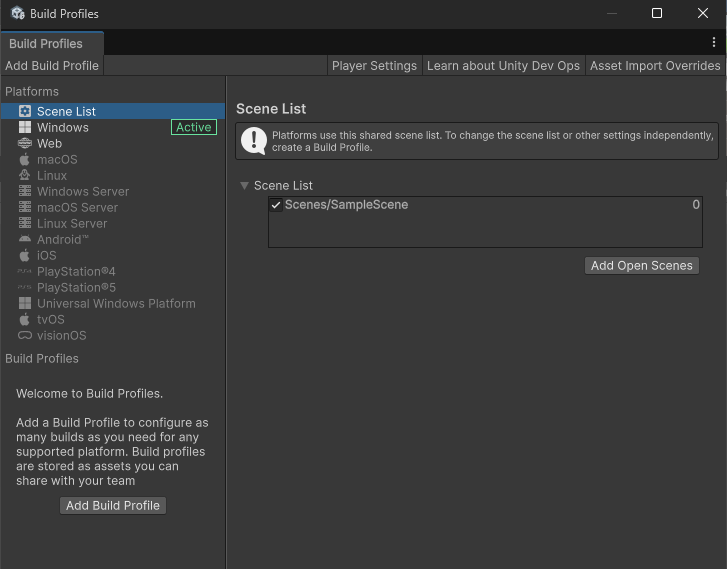 Build Profiles
Build Profiles
Add Build Profile
Player Settings
Learn about Unity Dev Ops
Asset Import Overrides
Platforms
Scene List
Windows
Active
Web
macOS
Linux
Windows Server
macOS Server
Linux Server
Android™
iOS
PlayStation®4
PlayStation®5
Universal Windows Platform
tvOS
visionOS
Build Profiles
Welcome to Build Profiles.
Add a Build Profile to configure as
many builds as you need for any
supported platform. Build profiles
are stored as assets you can
share with your team
Add Build Profile
Scene List
Platforms use this shared scene list. To change the scene list or other settings independently,
create a Build Profile.
Scene List
Scenes/SampleScene 0
Add Open Scenes